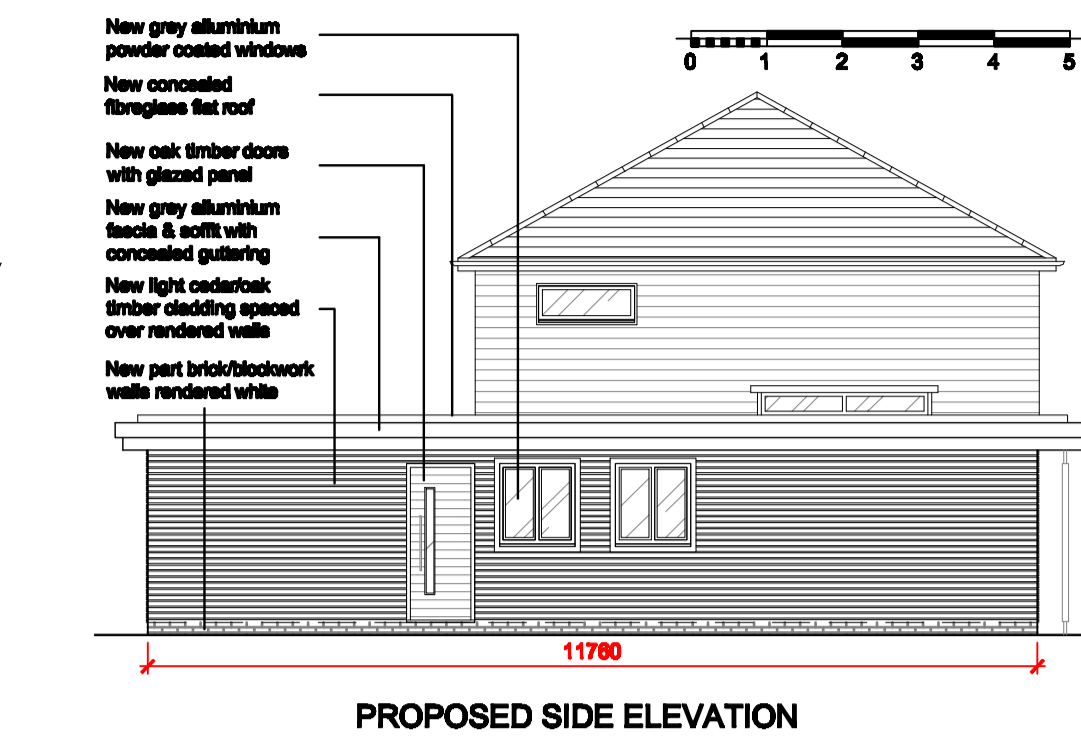 New grey alluminium
powder coated windows
New concealed
fibreglass flat roof
New oak timber doors
with glazed panel
New grey alluminium
fascia & soffit with
concealed guttering
New light cedar/oak
timber cladding spaced
over rendered walls
New part brick/blockwork
walls rendered white
0 1 2 3 4 5
11760
PROPOSED SIDE ELEVATION